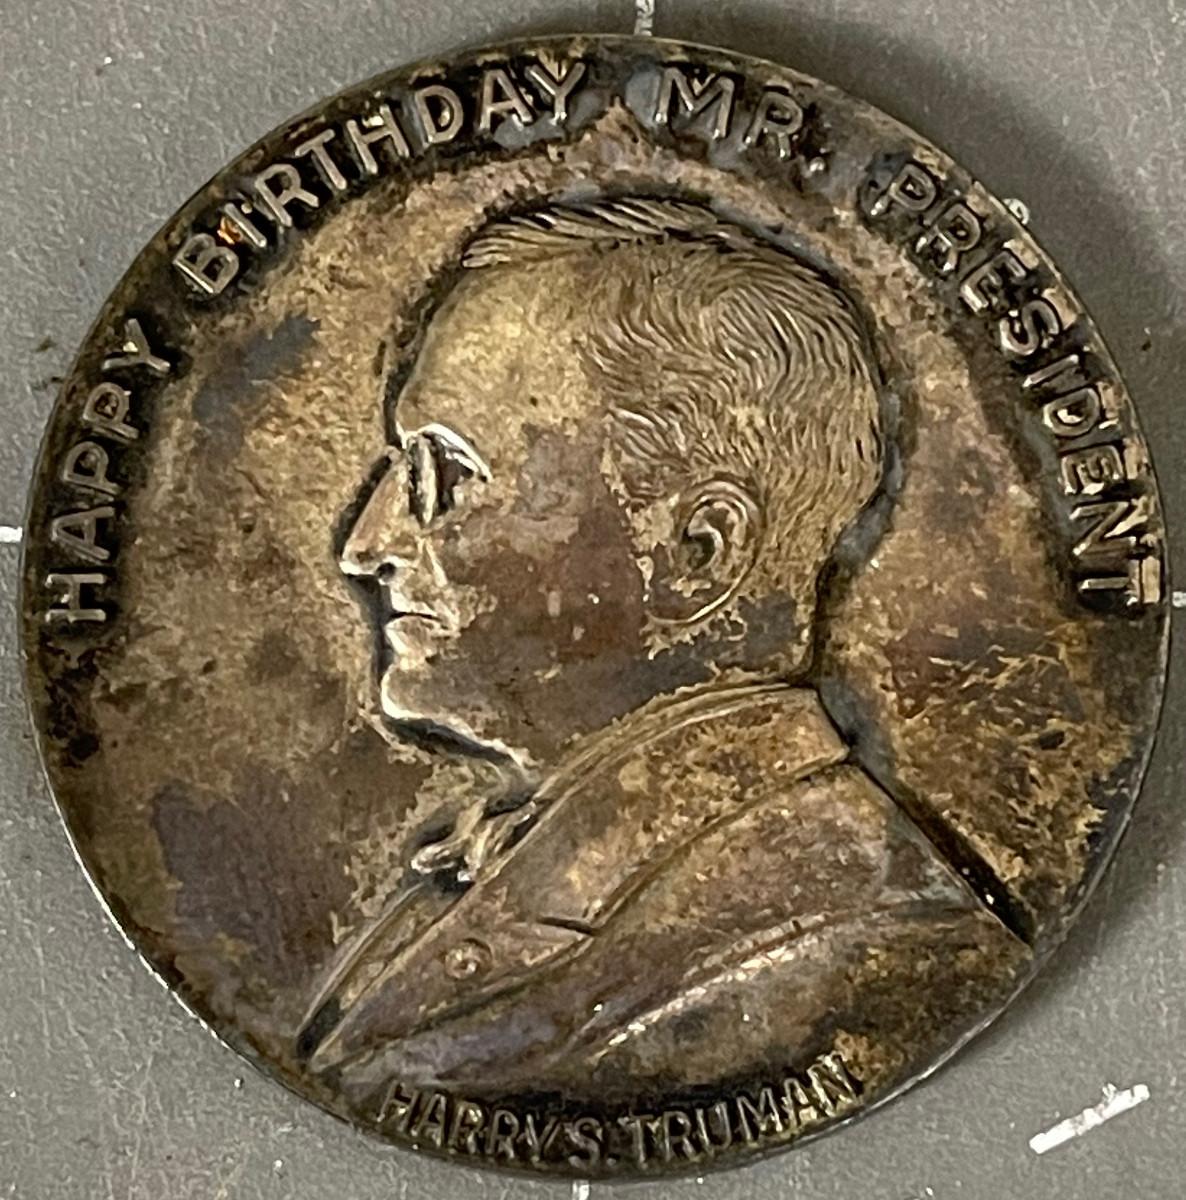 HAPPY BIRTHDAY MR. PRESIDENT
HARRY S. TRUMAN